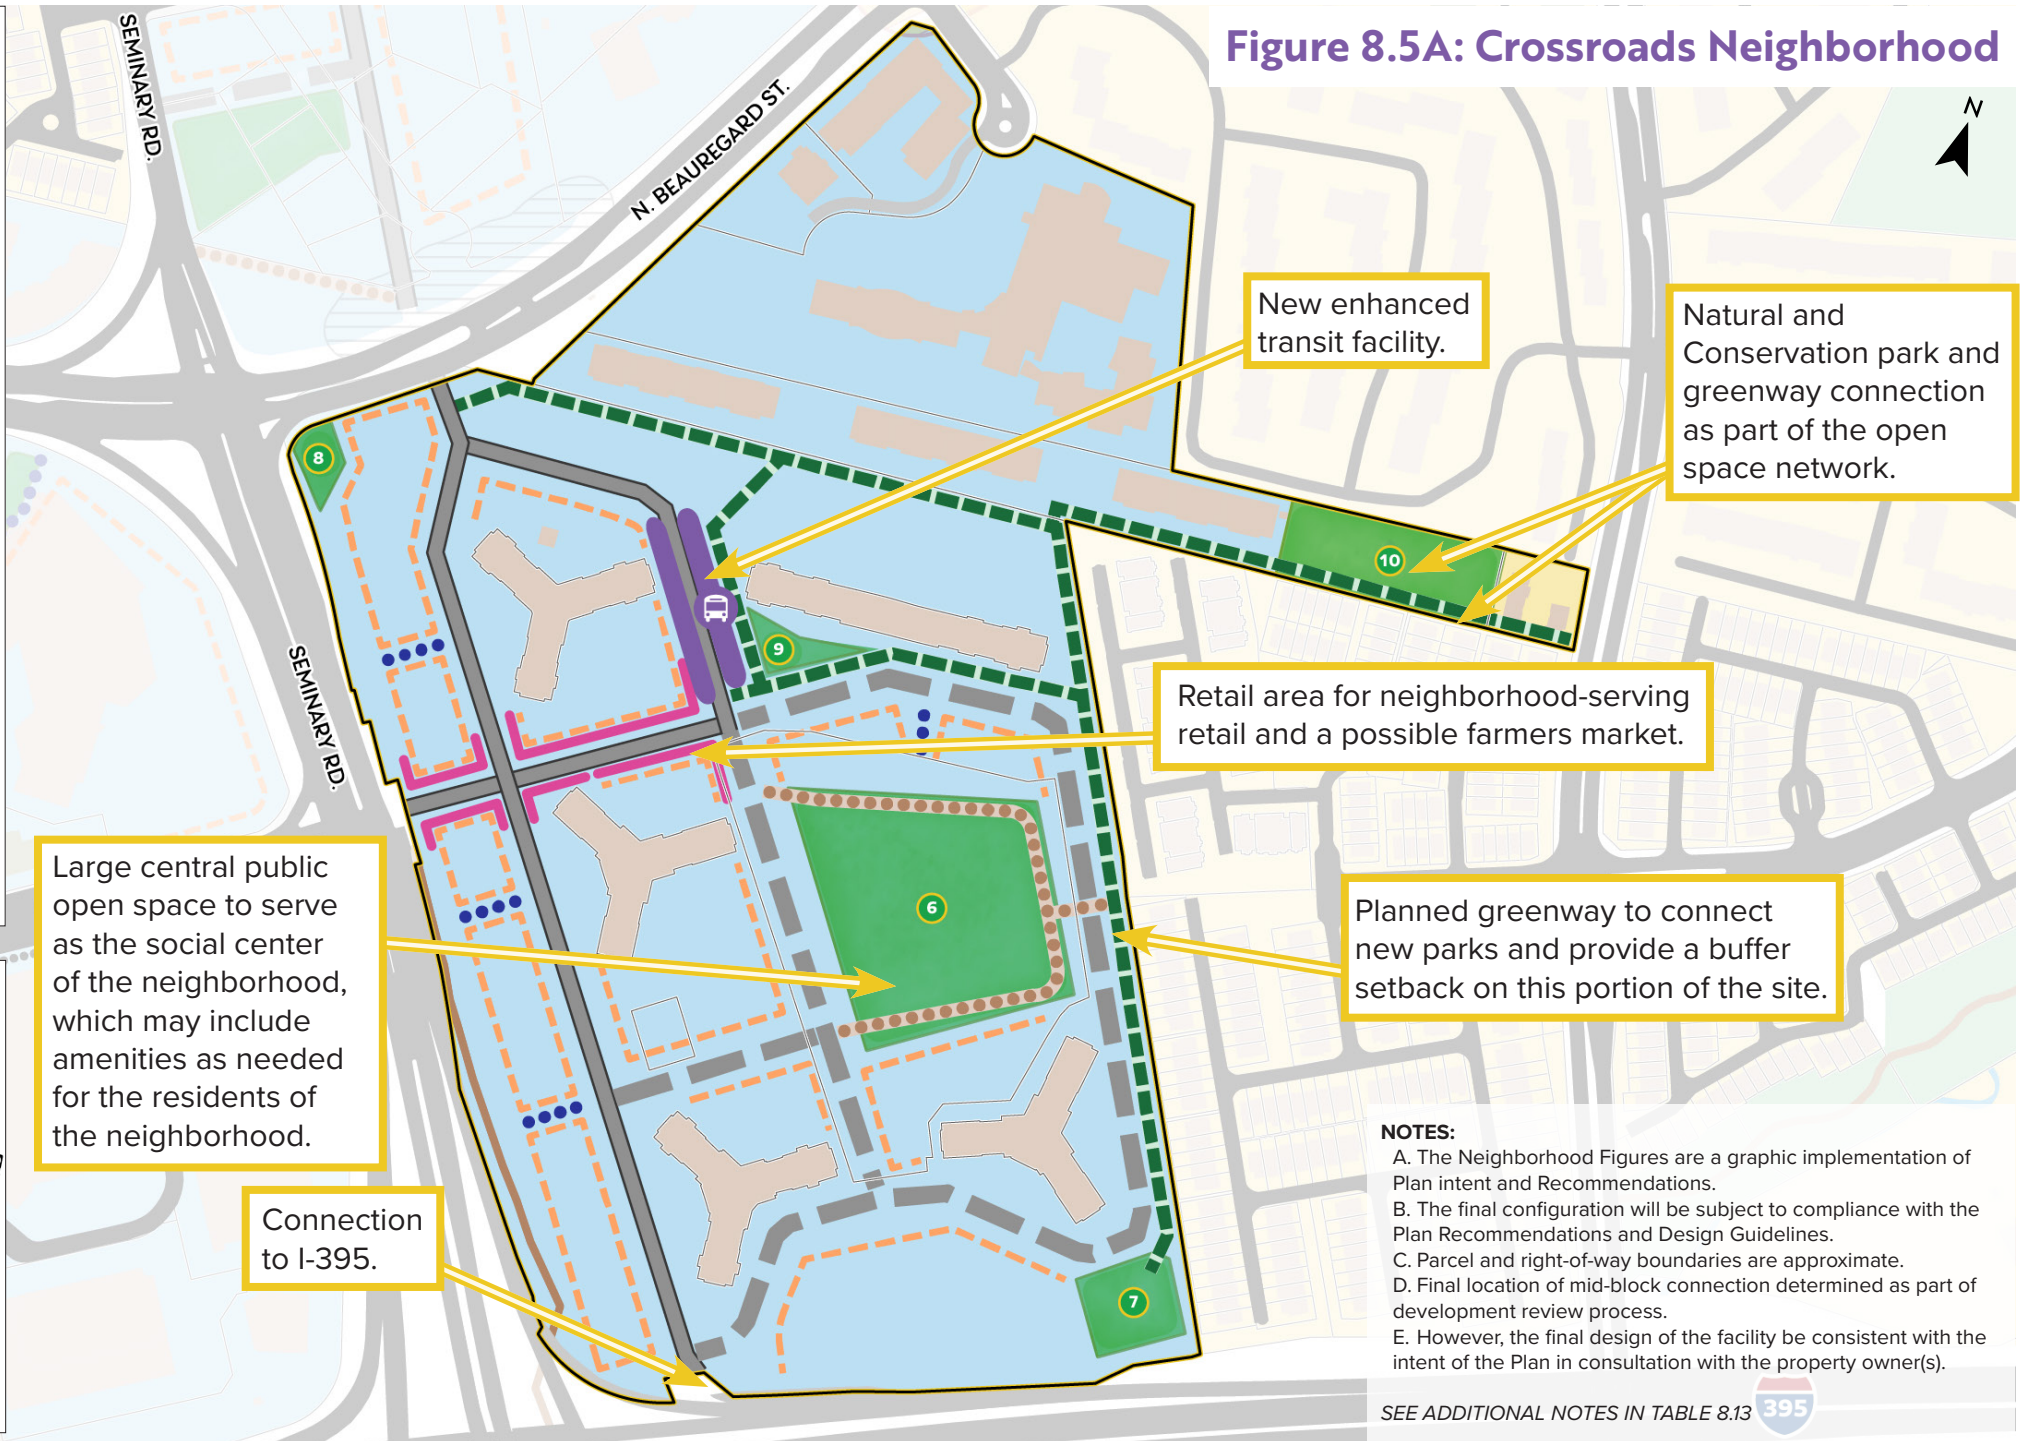 Figure 8.5A: Crossroads Neighborhood
N
SEMINARY RD.
N. BEAUREGARD ST.
New enhanced
transit facility.
Natural and
Conservation park and
greenway connection
as part of the open
space network.
8
10
9
SEMINARY RD.
Retail area for neighborhood-serving
retail and a possible farmers market.
Large central public
open space to serve
as the social center
of the neighborhood,
which may include
amenities as needed
for the residents of
the neighborhood.
6
Planned greenway to connect
new parks and provide a buffer
setback on this portion of the site.
Connection
to I-395.
7
NOTES:
A. The Neighborhood Figures are a graphic implementation of
Plan intent and Recommendations.
B. The final configuration will be subject to compliance with the
Plan Recommendations and Design Guidelines.
C. Parcel and right-of-way boundaries are approximate.
D. Final location of mid-block connection determined as part of
development review process.
E. However, the final design of the facility be consistent with the
intent of the Plan in consultation with the property owner(s).
SEE ADDITIONAL NOTES IN TABLE 8.13
395